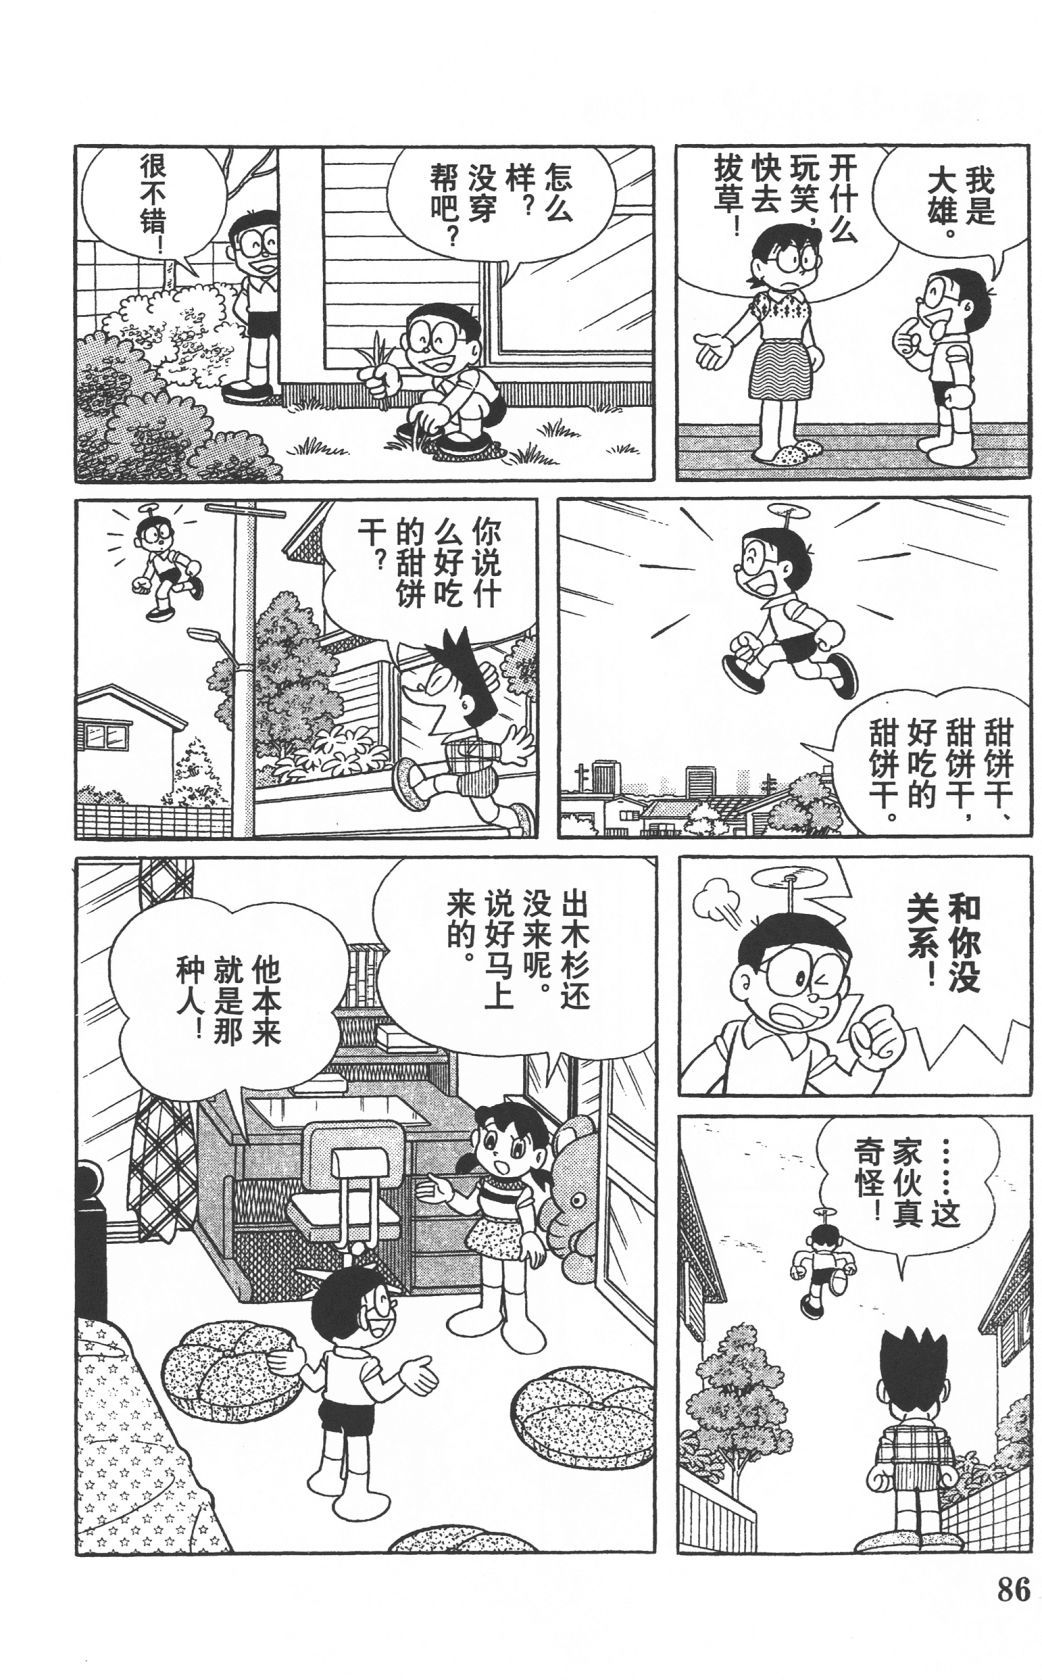 我是
大雄。
开什么
玩笑，
快去
拔草！
怎么
样？
没穿
帮吧？
很不错！
甜饼干、
甜饼干，
好吃的
甜饼干。
你说什
么好吃
的甜饼
干？
和你没
关系！
……这
家伙真
奇怪！
出木杉还
没来呢。
说好马上
来的。
他本来
就是那
种人！
86